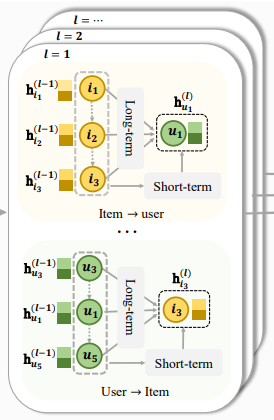 l = ⋯
l = 2
l = 1
h_{i_1}^{(l-1)} i_1
Long-term
h_{u_1}^{(l)}
h_{i_2}^{(l-1)} i_2 u_1
h_{i_3}^{(l-1)} i_3
Short-term
Item → user
...
h_{u_3}^{(l-1)} u_3
Long-term
h_{i_3}^{(l)}
h_{u_1}^{(l-1)} u_1 i_3
h_{u_5}^{(l-1)} u_5
Short-term
User → Item